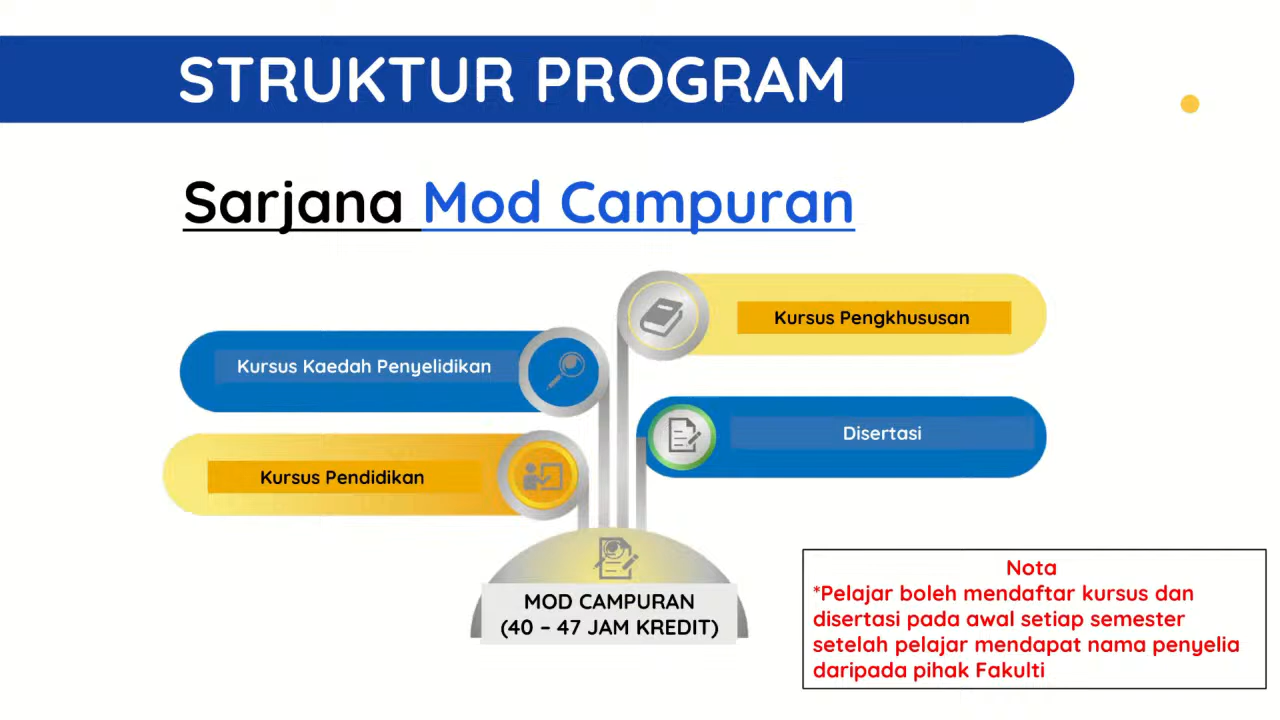 STRUKTUR PROGRAM
Sarjana Mod Campuran
Kursus Pengkhususan
Kursus Kaedah Penyelidikan
Disertasi
Kursus Pendidikan
MOD CAMPURAN
(40 – 47 JAM KREDIT)
Nota
*Pelajar boleh mendaftar kursus dan
disertasi pada awal setiap semester
setelah pelajar mendapat nama penyelia
daripada pihak Fakulti